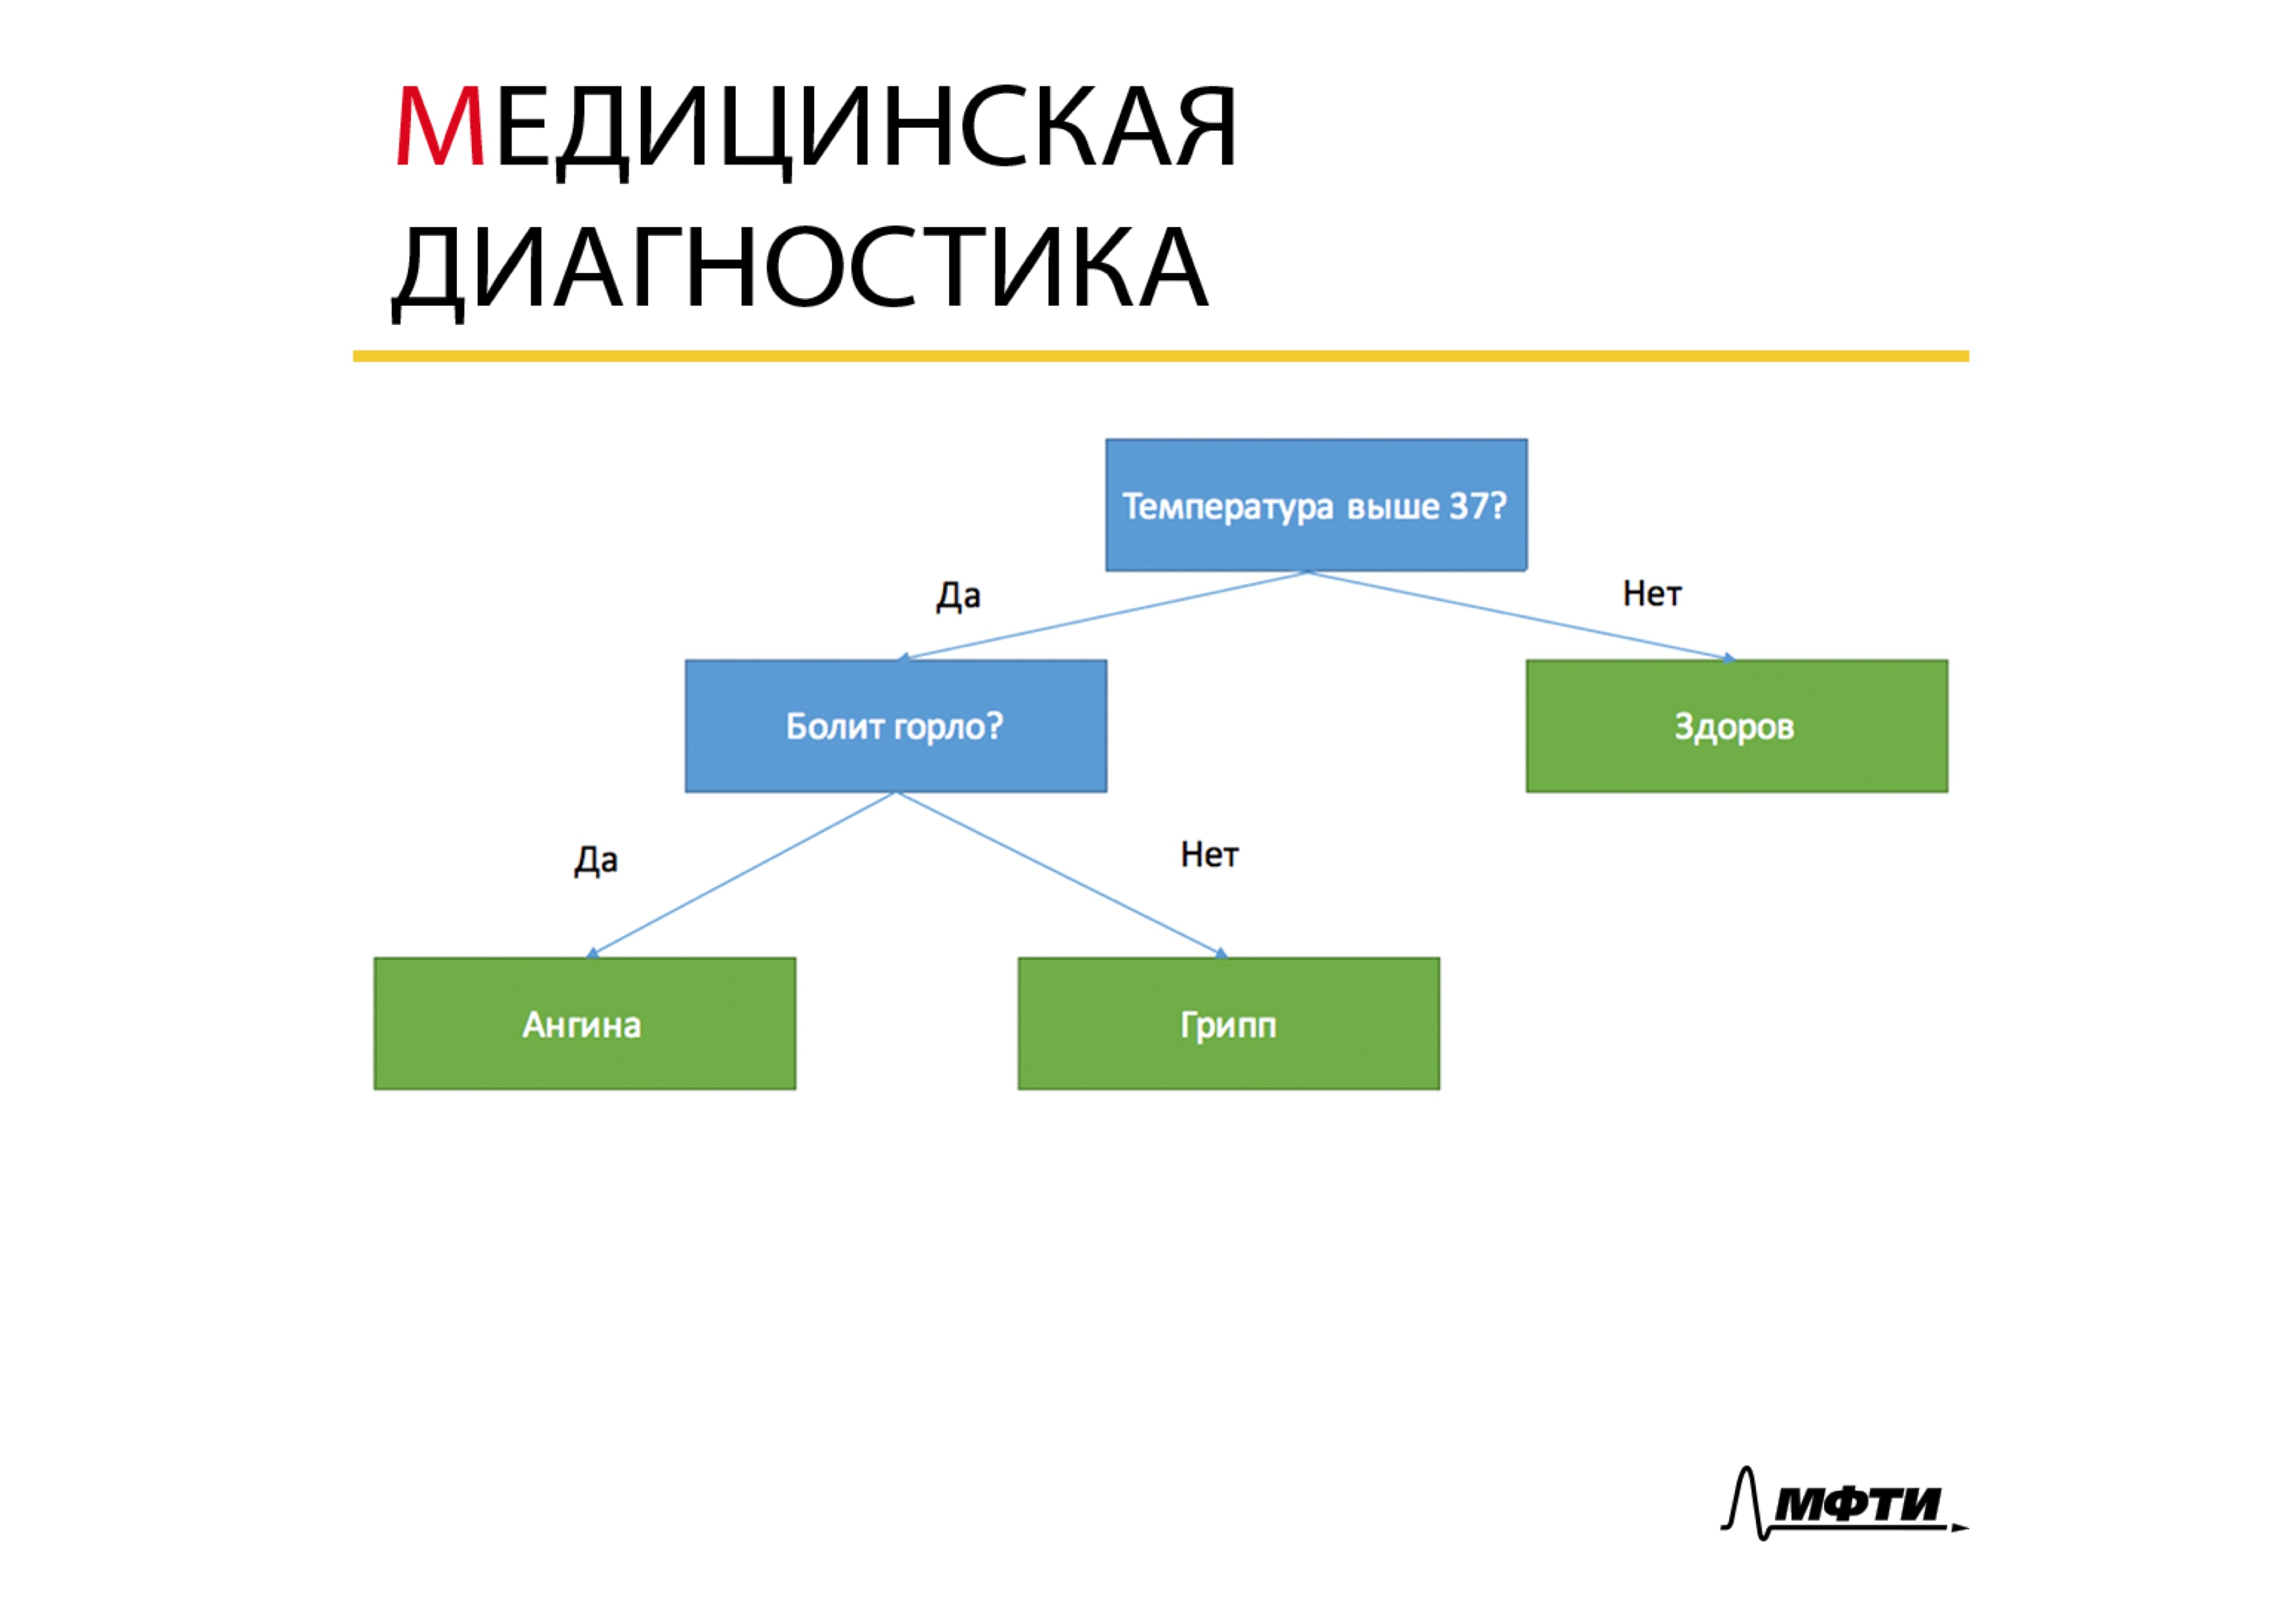 МЕДИЦИНСКАЯ
ДИАГНОСТИКА
Температура выше 37?
Да
Нет
Болит горло?
Здоров
Да
Нет
Ангина
Грипп
МФТИ